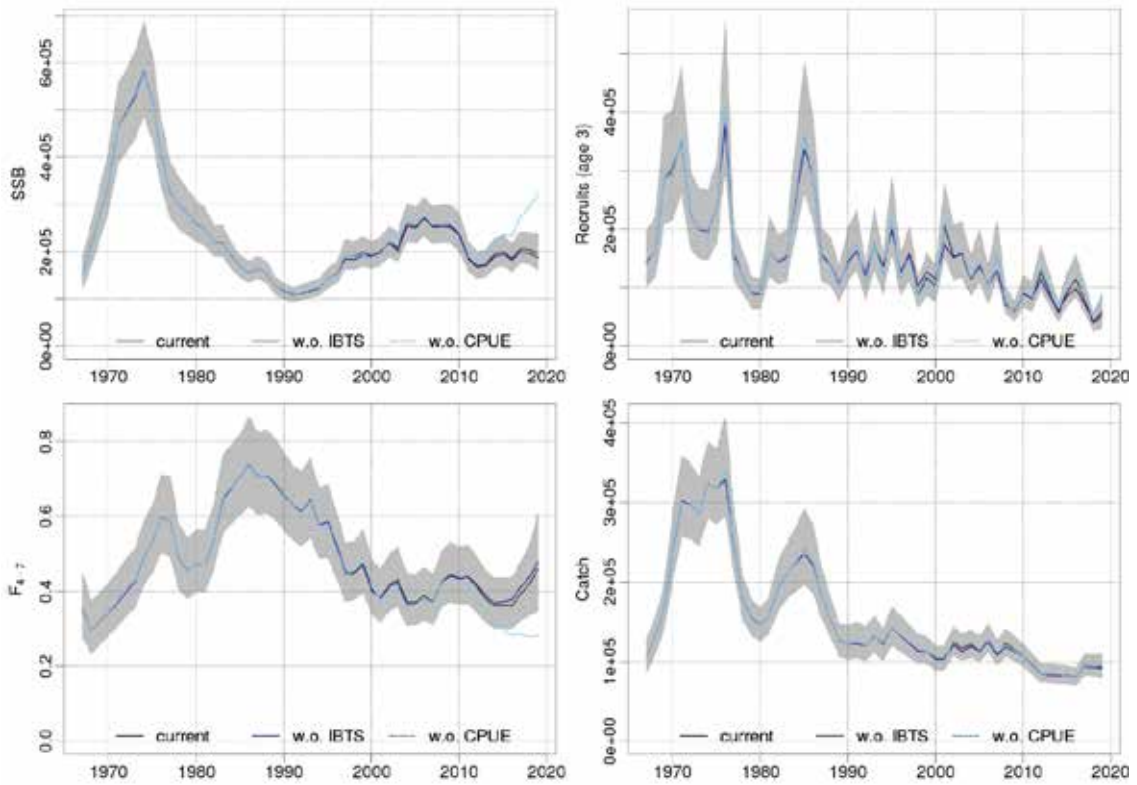 SSB
0e+00 2e+05 4e+05 6e+05
current w.o. IBTS w.o. CPUE
1970 1980 1990 2000 2010 2020
Recruits (age 3)
0e+00 2e+05 4e+05
current w.o. IBTS w.o. CPUE
1970 1980 1990 2000 2010 2020
F4-7
0.0 0.2 0.4 0.6 0.8
current w.o. IBTS w.o. CPUE
1970 1980 1990 2000 2010 2020
Catch
0e+00 1e+05 2e+05 3e+05 4e+05
current w.o. IBTS w.o. CPUE
1970 1980 1990 2000 2010 2020